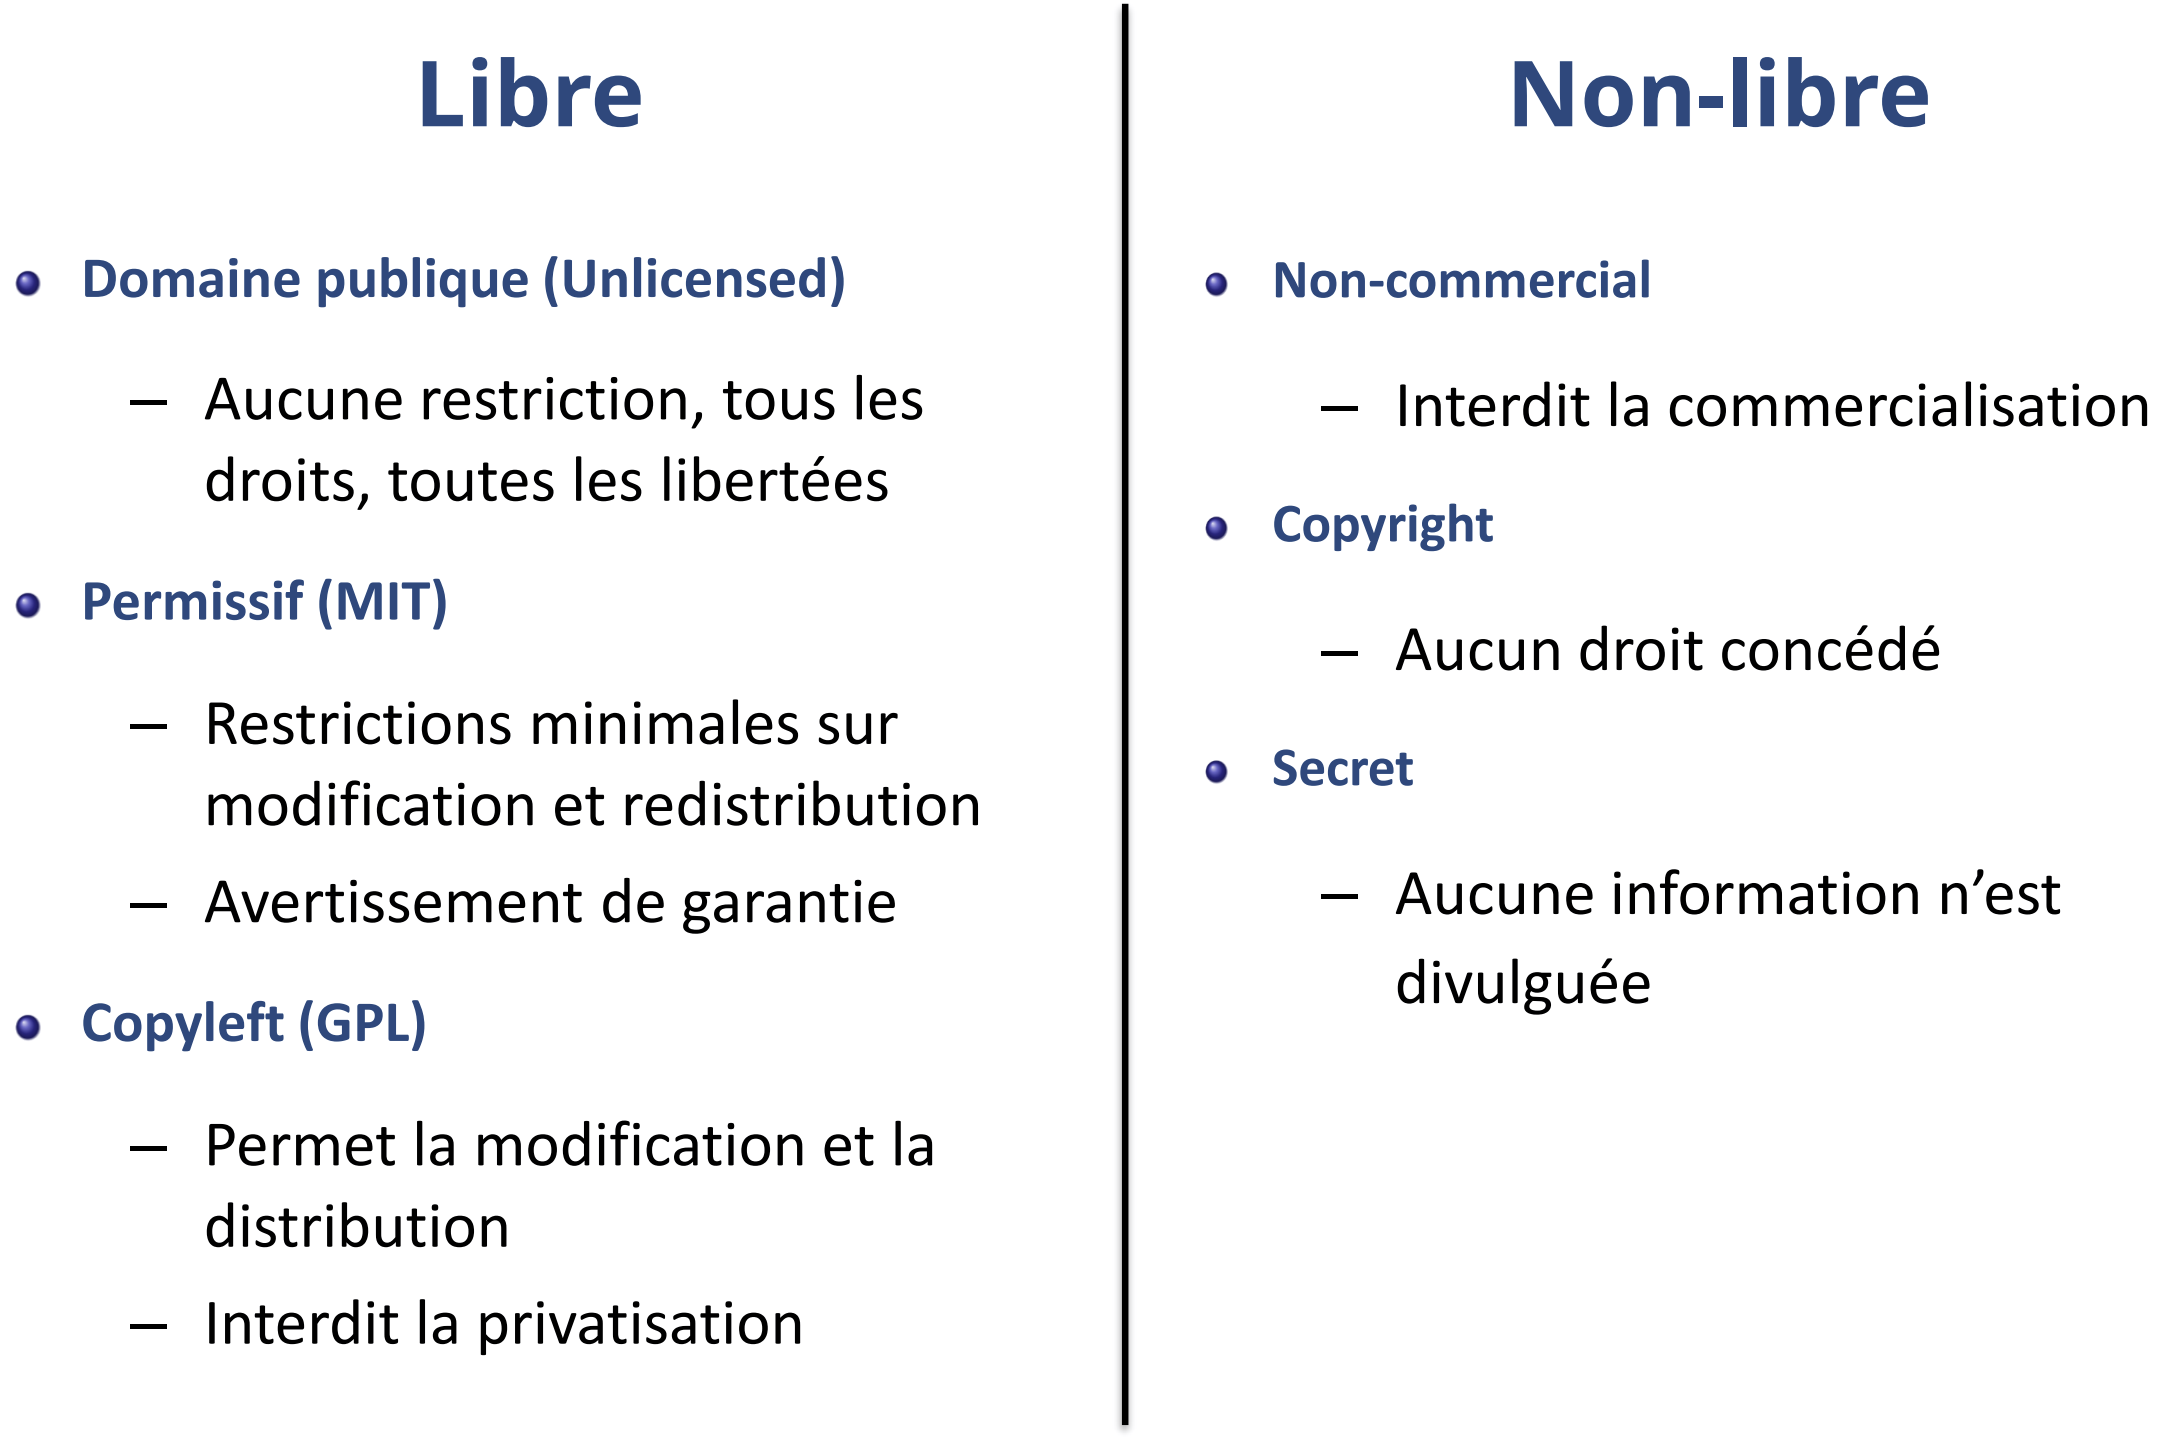 Libre
Domaine publique (Unlicensed)
– Aucune restriction, tous les
droits, toutes les libertées
Permissif (MIT)
– Restrictions minimales sur
modification et redistribution
– Avertissement de garantie
Copyleft (GPL)
– Permet la modification et la
distribution
– Interdit la privatisation
Non-libre
Non-commercial
– Interdit la commercialisation
Copyright
– Aucun droit concédé
Secret
– Aucune information n’est
divulguée